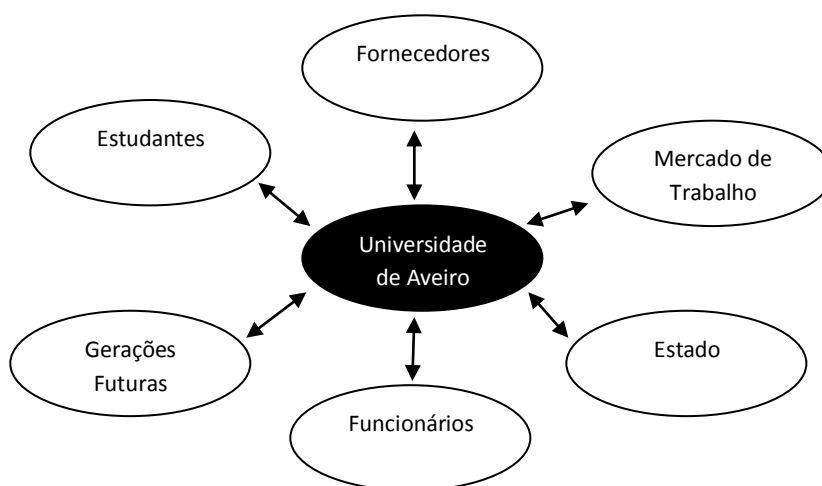 Fornecedores
Estudantes
Mercado de
Trabalho
Universidade
de Aveiro
Gerações
Futuras
Estado
Funcionários